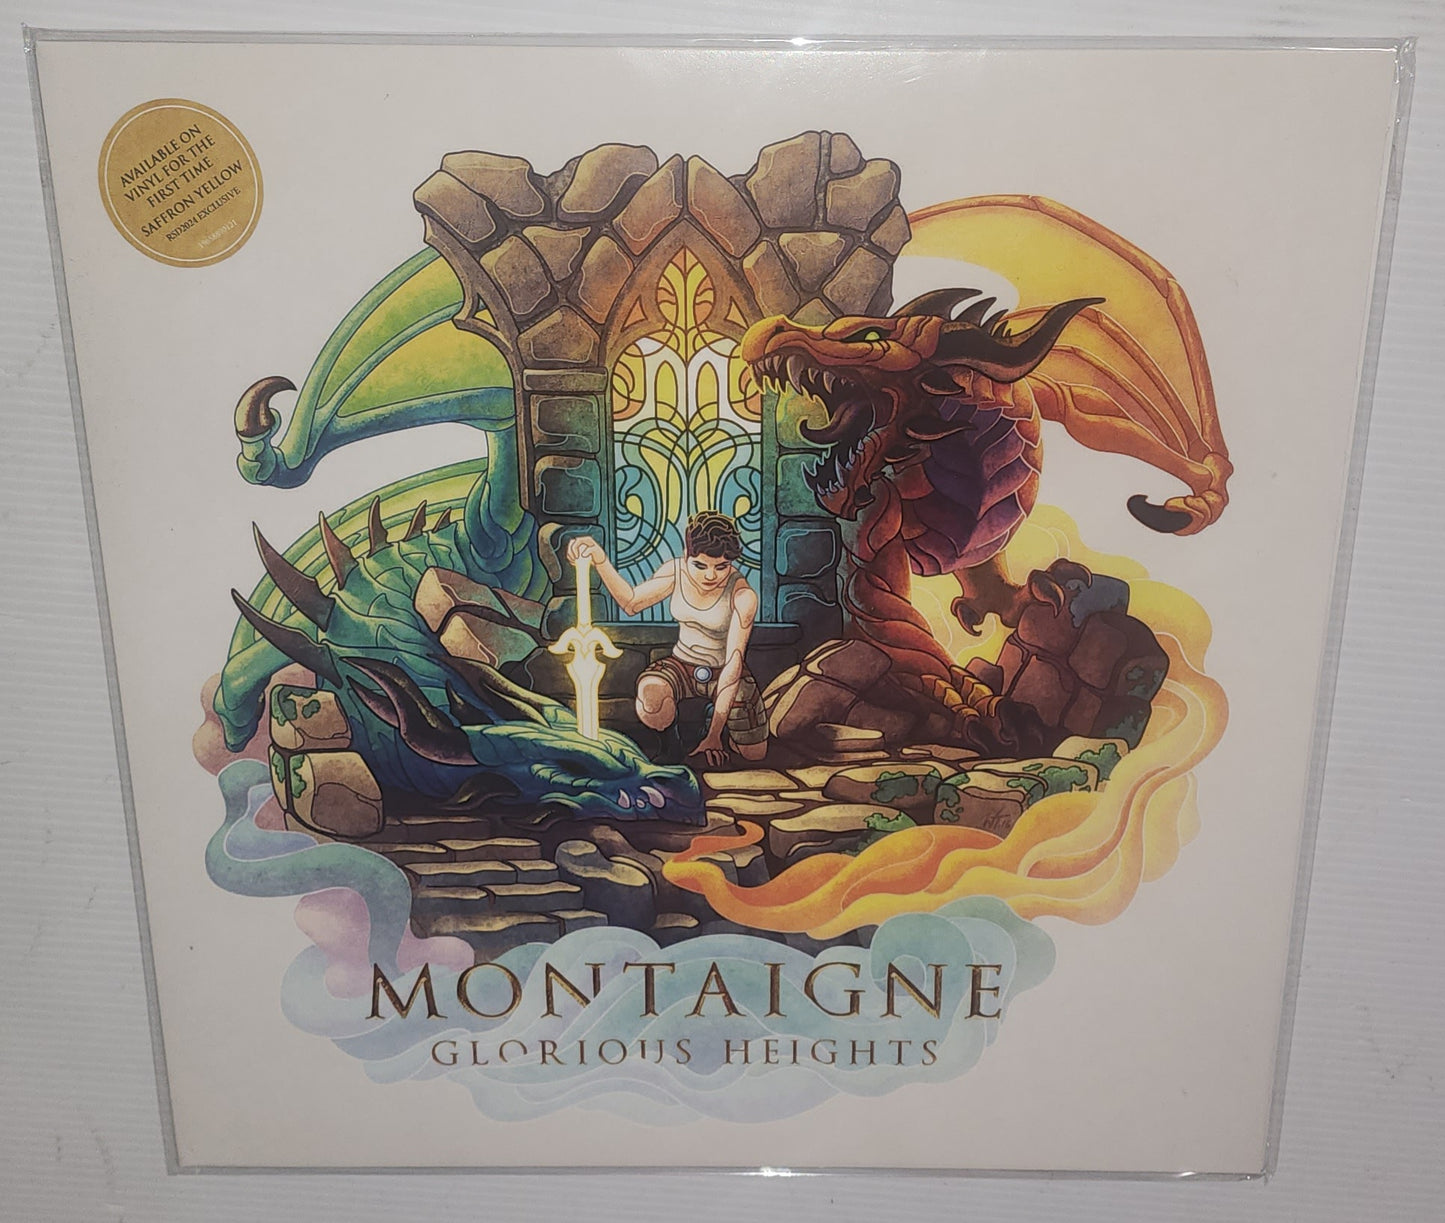 AVAILABLE ON
VINYL FOR THE
FIRST TIME
SAFFRON YELLOW
RSD2024 EXCLUSIVE
MONTAIGNE
GLORIOUS HEIGHTS